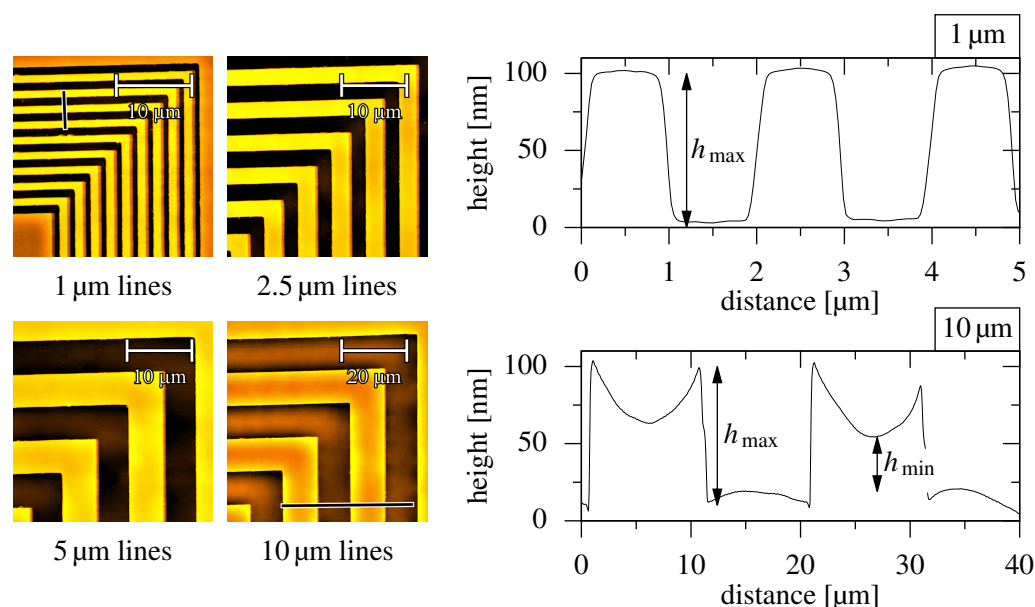 10 µm
1 µm lines
10 µm
2.5 µm lines
10 µm
5 µm lines
20 µm
10 µm lines
1 µm
height [nm]
100
50
0
h max
0 1 2 3 4 5
distance [µm]
10 µm
height [nm]
100
50
0
h max
h min
0 10 20 30 40
distance [µm]